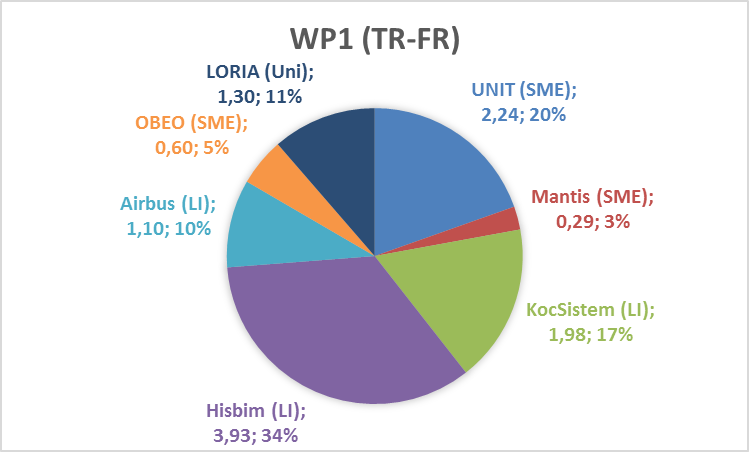 WP1 (TR-FR)
LORIA (Uni);
1,30; 11%
UNIT (SME);
2,24; 20%
OBEO (SME);
0,60; 5%
Mantis (SME);
0,29; 3%
Airbus (LI);
1,10; 10%
KocSistem (LI);
1,98; 17%
Hisbim (LI);
3,93; 34%